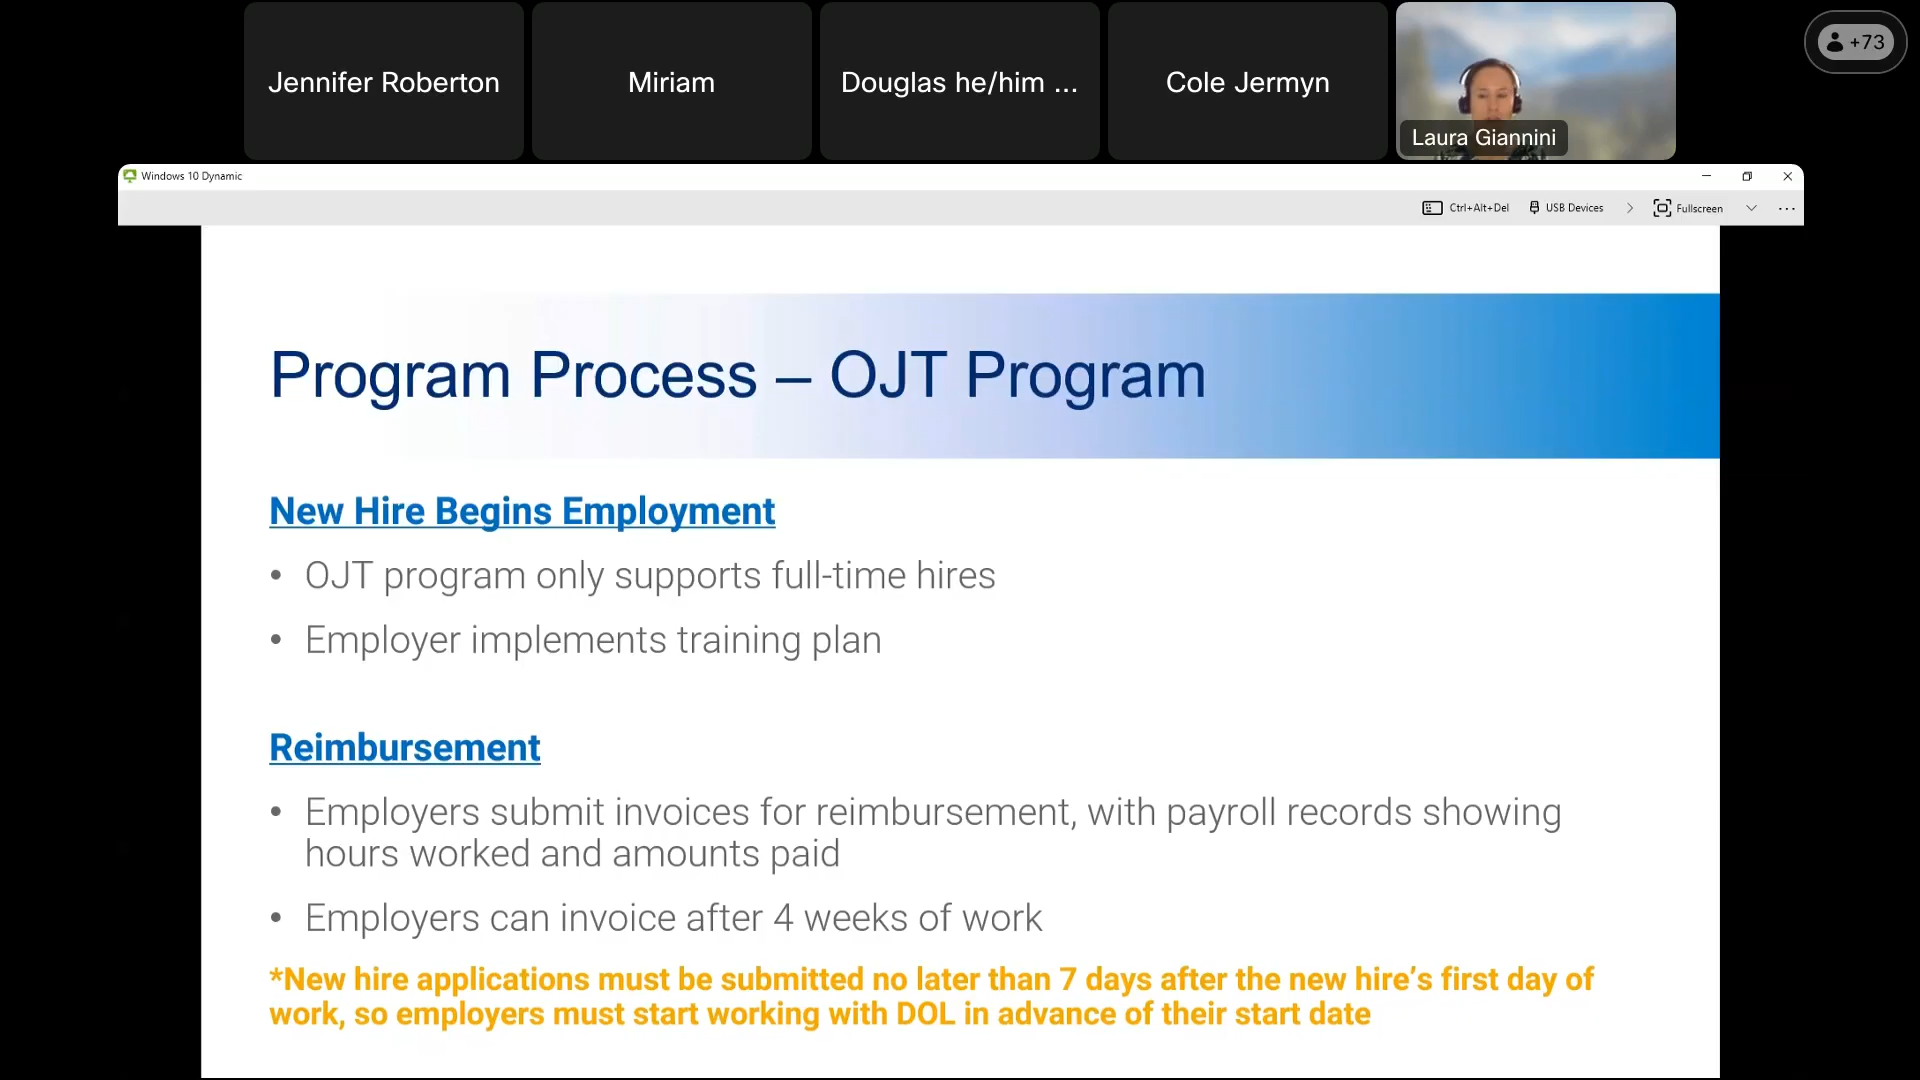 Jennifer Roberton
Miriam
Douglas he/him ...
Cole Jermyn
Laura Giannini
+73
Windows 10 Dynamic
Ctrl+Alt+Del
USB Devices
Fullscreen
Program Process – OJT Program
New Hire Begins Employment
• OJT program only supports full-time hires
• Employer implements training plan
Reimbursement
• Employers submit invoices for reimbursement, with payroll records showing
hours worked and amounts paid
• Employers can invoice after 4 weeks of work
*New hire applications must be submitted no later than 7 days after the new hire’s first day of
work, so employers must start working with DOL in advance of their start date